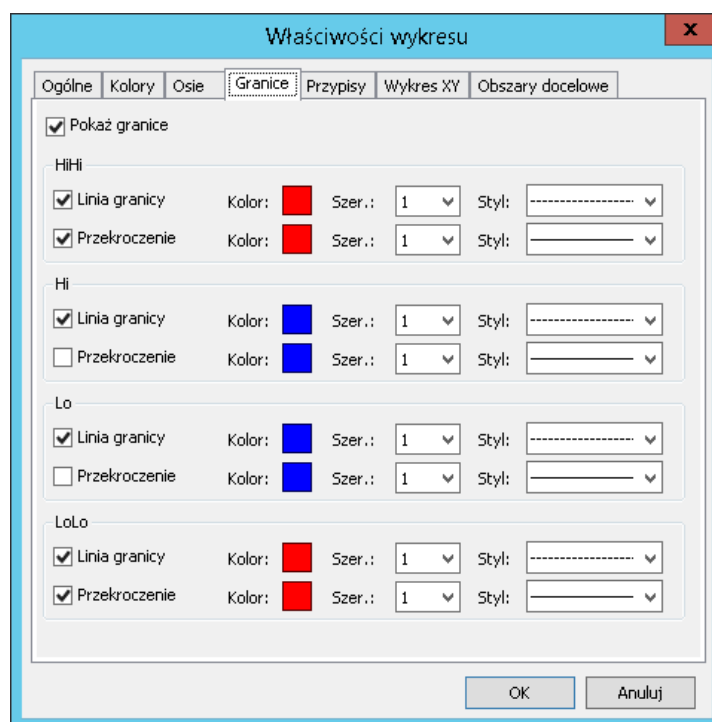 Właściwości wykresu
x
Ogólne Kolory Osie Granice Przypisy Wykres XY Obszary docelowe
Pokaż granice
HiHi
Linia granicy Kolor: Szer.: 1 Styl:
Przekroczenie Kolor: Szer.: 1 Styl:
Hi
Linia granicy Kolor: Szer.: 1 Styl:
Przekroczenie Kolor: Szer.: 1 Styl:
Lo
Linia granicy Kolor: Szer.: 1 Styl:
Przekroczenie Kolor: Szer.: 1 Styl:
LoLo
Linia granicy Kolor: Szer.: 1 Styl:
Przekroczenie Kolor: Szer.: 1 Styl:
OK Anuluj